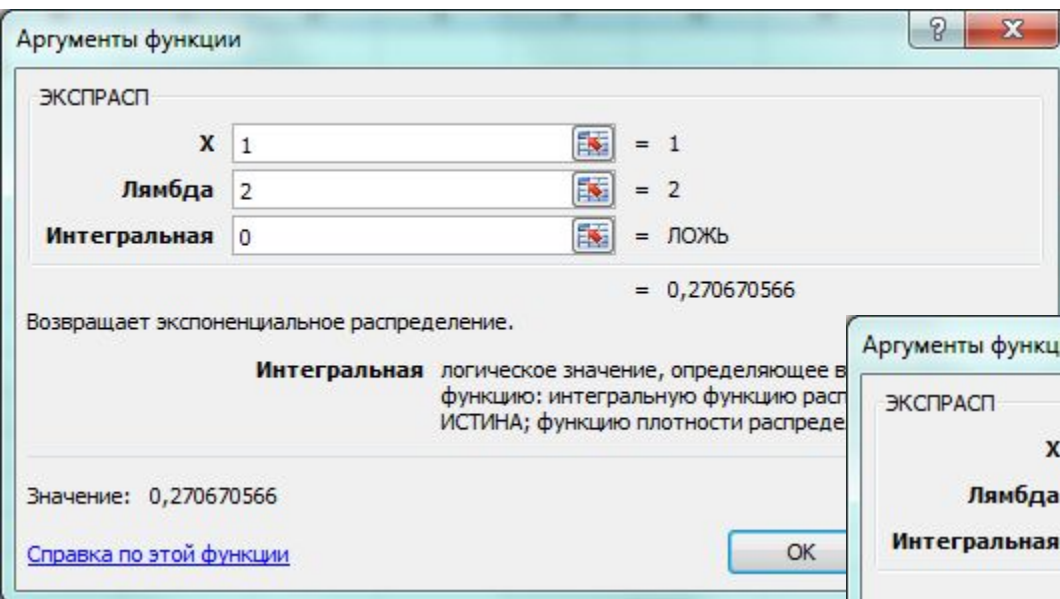 Аргументы функции
ЭКСПРАСП
X 1 = 1
Лямбда 2 = 2
Интегральная 0 = ЛОЖЬ
= 0,270670566
Возвращает экспоненциальное распределение.
Интегральная логическое значение, определяющее в
функцию: интегральную функцию расп
ИСТИНА; функцию плотности распреде
Значение: 0,270670566
Справка по этой функции
ОК
Аргументы функц
ЭКСПРАСП
X
Лямбда
Интегральная